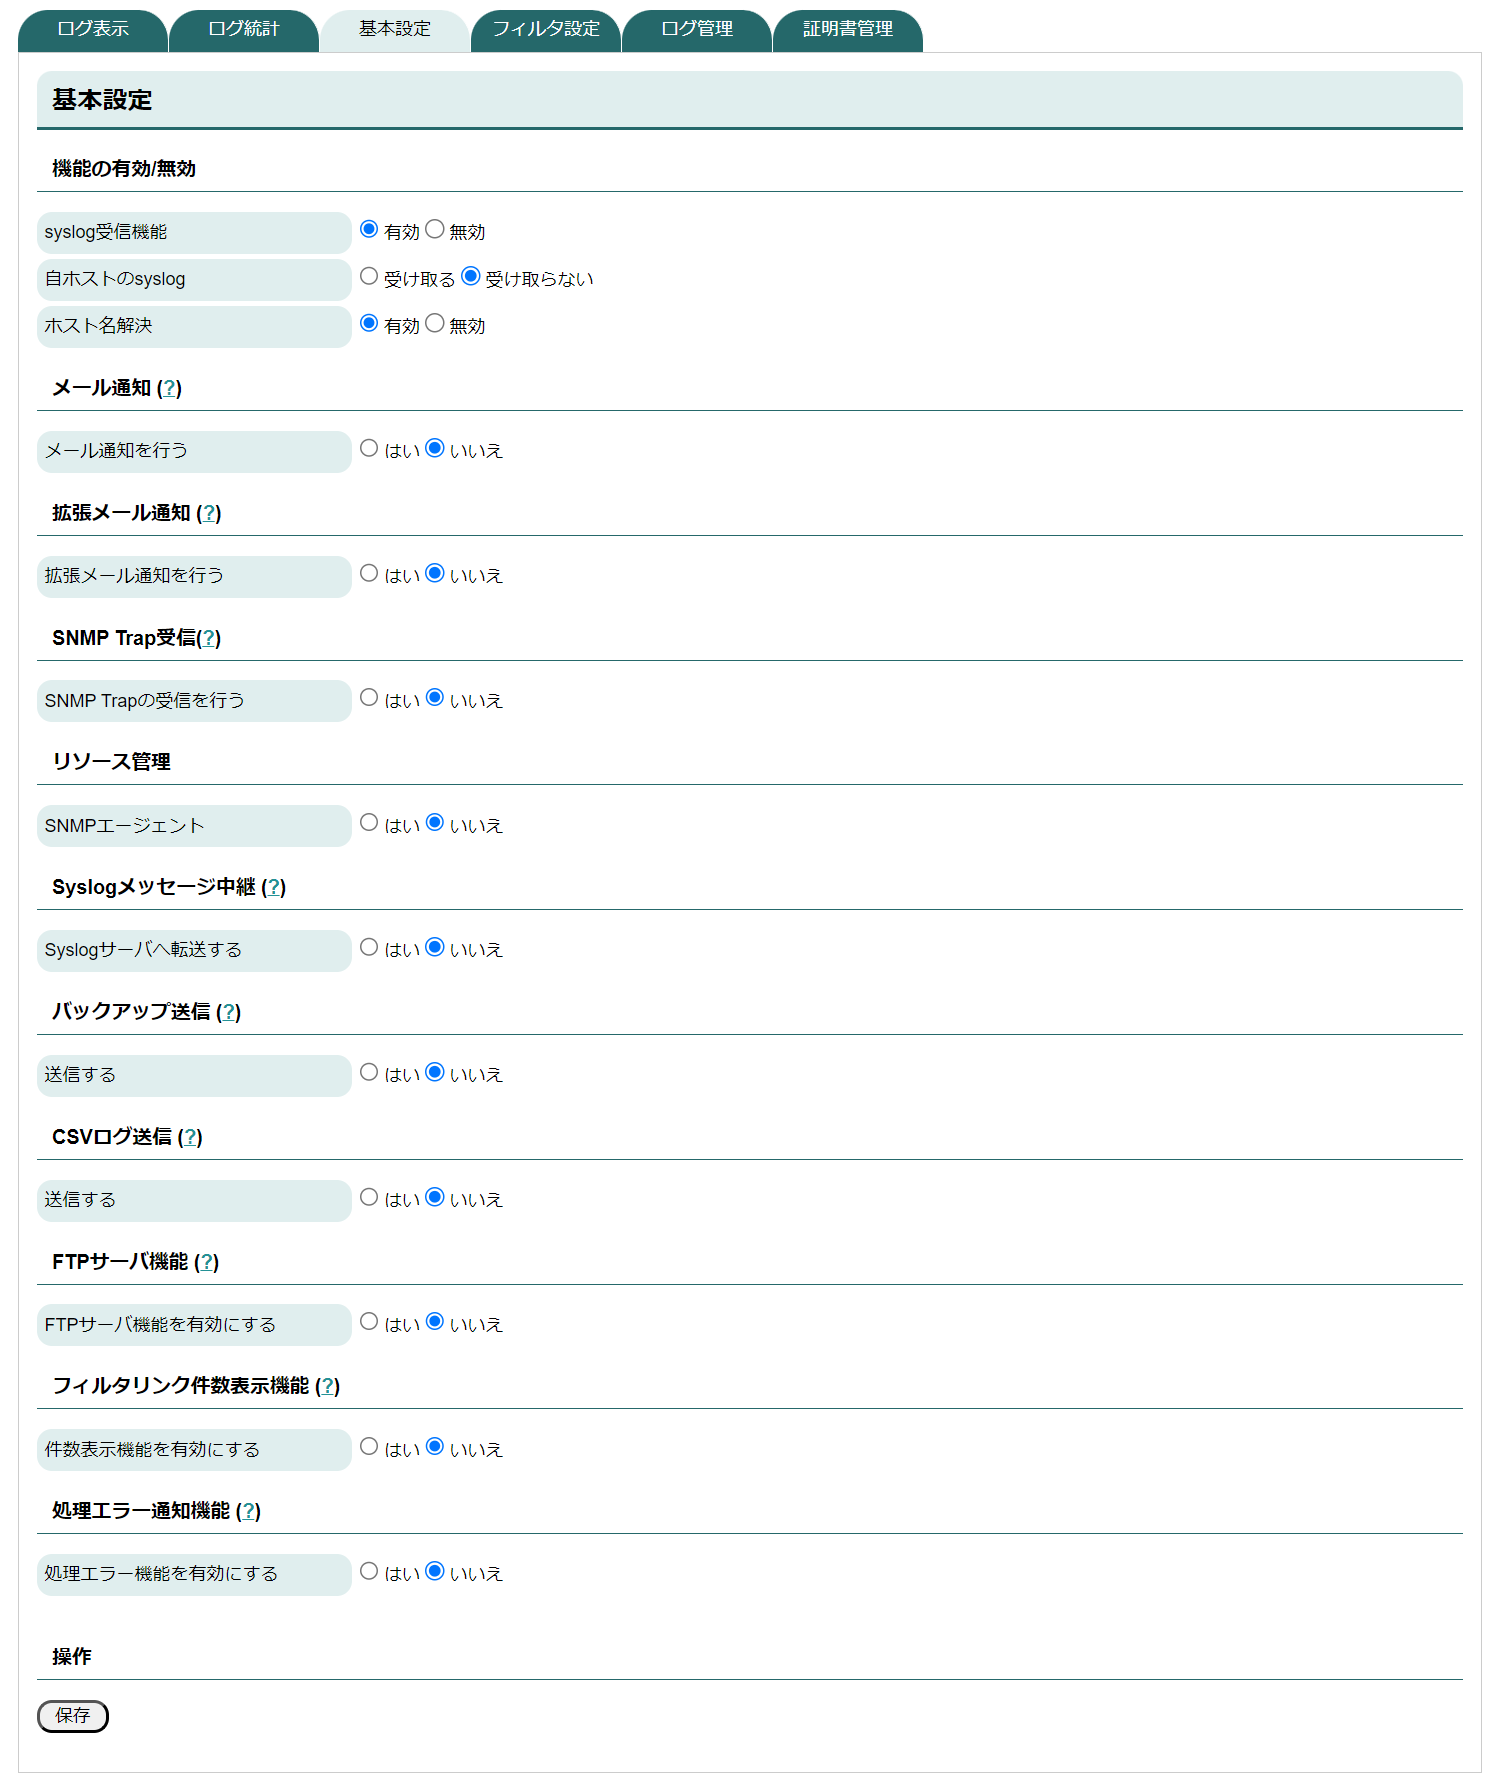 ログ表示 ログ統計 基本設定 フィルタ設定 ログ管理 証明書管理
基本設定
機能の有効/無効
syslog受信機能 有効 無効
自ホストのsyslog 受け取る 受け取らない
ホスト名解決 有効 無効
メール通知 (?)
メール通知を行う はい いいえ
拡張メール通知 (?)
拡張メール通知を行う はい いいえ
SNMP Trap受信(?)
SNMP Trapの受信を行う はい いいえ
リソース管理
SNMPエージェント はい いいえ
Syslogメッセージ中継 (?)
Syslogサーバへ転送する はい いいえ
バックアップ送信 (?)
送信する はい いいえ
CSVログ送信 (?)
送信する はい いいえ
FTPサーバ機能 (?)
FTPサーバ機能を有効にする はい いいえ
フィルタリンク件数表示機能 (?)
件数表示機能を有効にする はい いいえ
処理エラー通知機能 (?)
処理エラー機能を有効にする はい いいえ
操作
保存